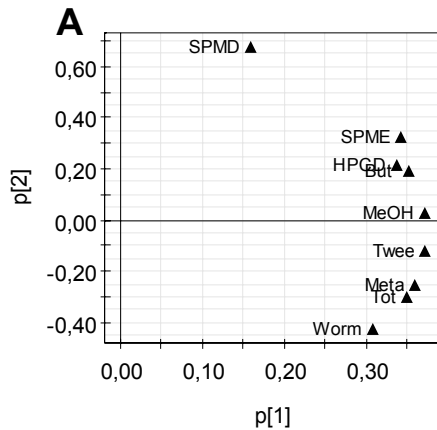 A
SPMD
0,60
0,40
SPME
HPCD
But
0,20
MeOH
0,00
Twee
-0,20
Meta
Tot
Worm
-0,40
0,00 0,10 0,20 0,30
p[2]
p[1]